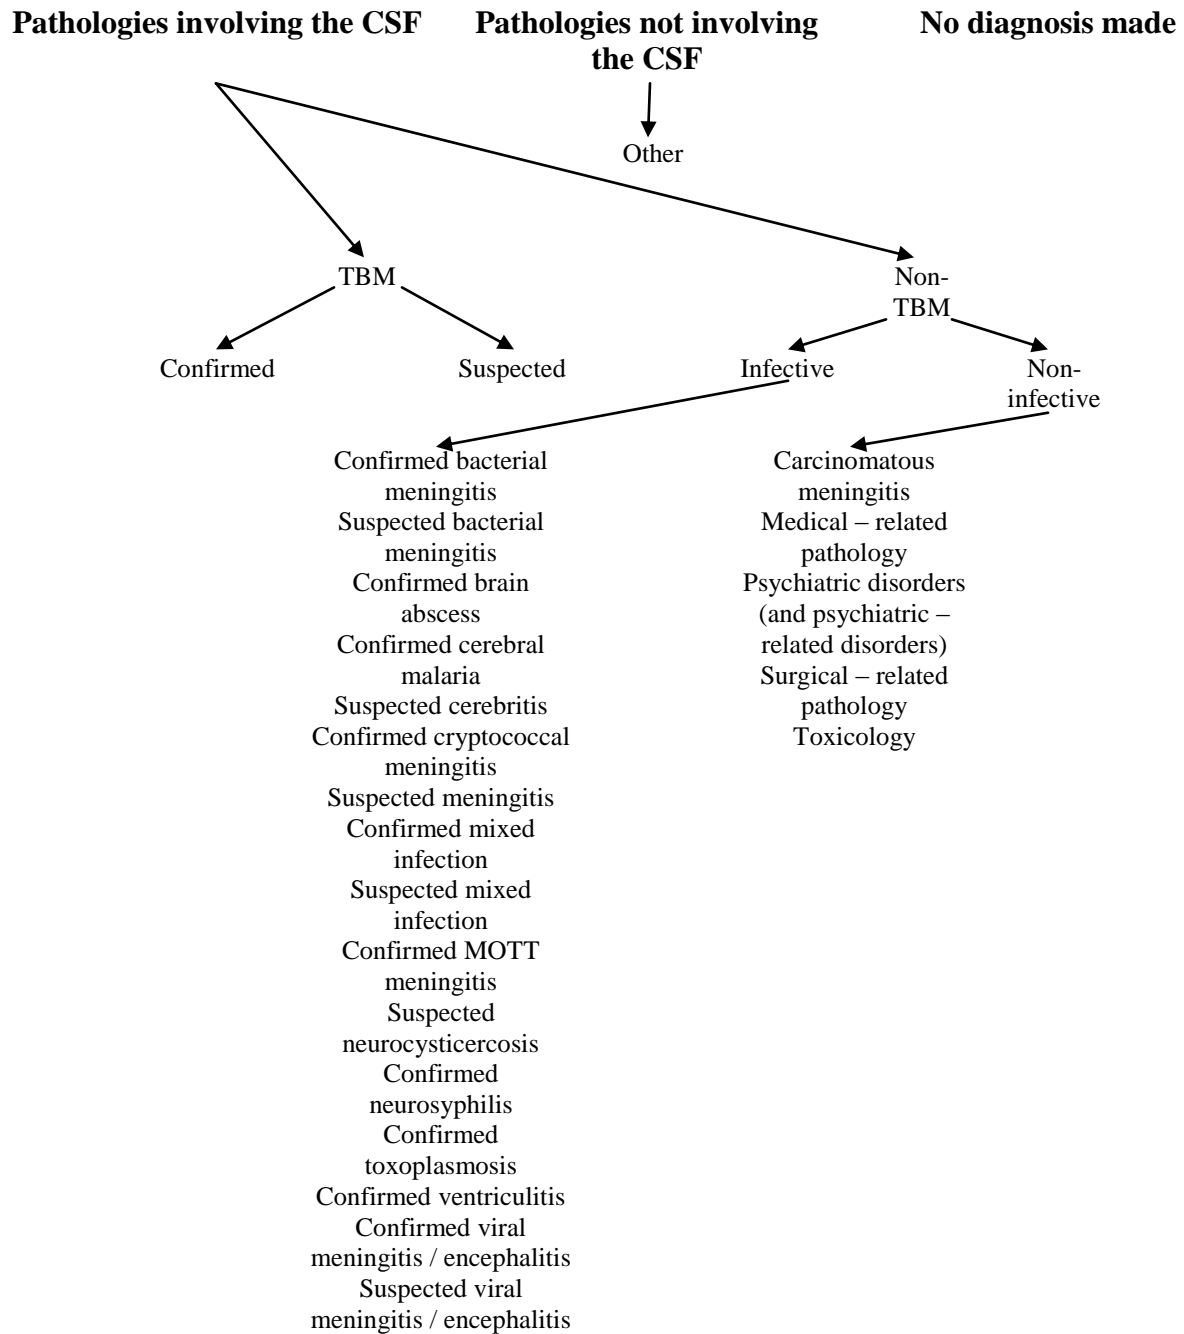 Pathologies involving the CSF
Pathologies not involving
the CSF
No diagnosis made
Other
TBM
Non-
TBM
Confirmed
Suspected
Infective
Non-
infective
Confirmed bacterial
meningitis
Suspected bacterial
meningitis
Confirmed brain
abscess
Confirmed cerebral
malaria
Suspected cerebritis
Confirmed cryptococcal
meningitis
Suspected meningitis
Confirmed mixed
infection
Suspected mixed
infection
Confirmed MOTT
meningitis
Suspected
neurocysticercosis
Confirmed
neurosyphilis
Confirmed
toxoplasmosis
Confirmed ventriculitis
Confirmed viral
meningitis / encephalitis
Suspected viral
meningitis / encephalitis
Carcinomatous
meningitis
Medical – related
pathology
Psychiatric disorders
(and psychiatric –
related disorders)
Surgical – related
pathology
Toxicology